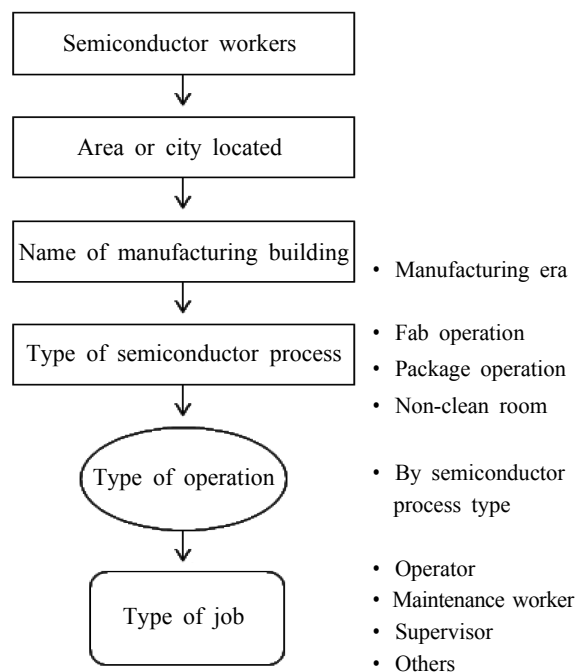 Semiconductor workers
Area or city located
Name of manufacturing building
• Manufacturing era
Type of semiconductor process
• Fab operation
• Package operation
• Non-clean room
Type of operation
• By semiconductor
process type
Type of job
• Operator
• Maintenance worker
• Supervisor
• Others